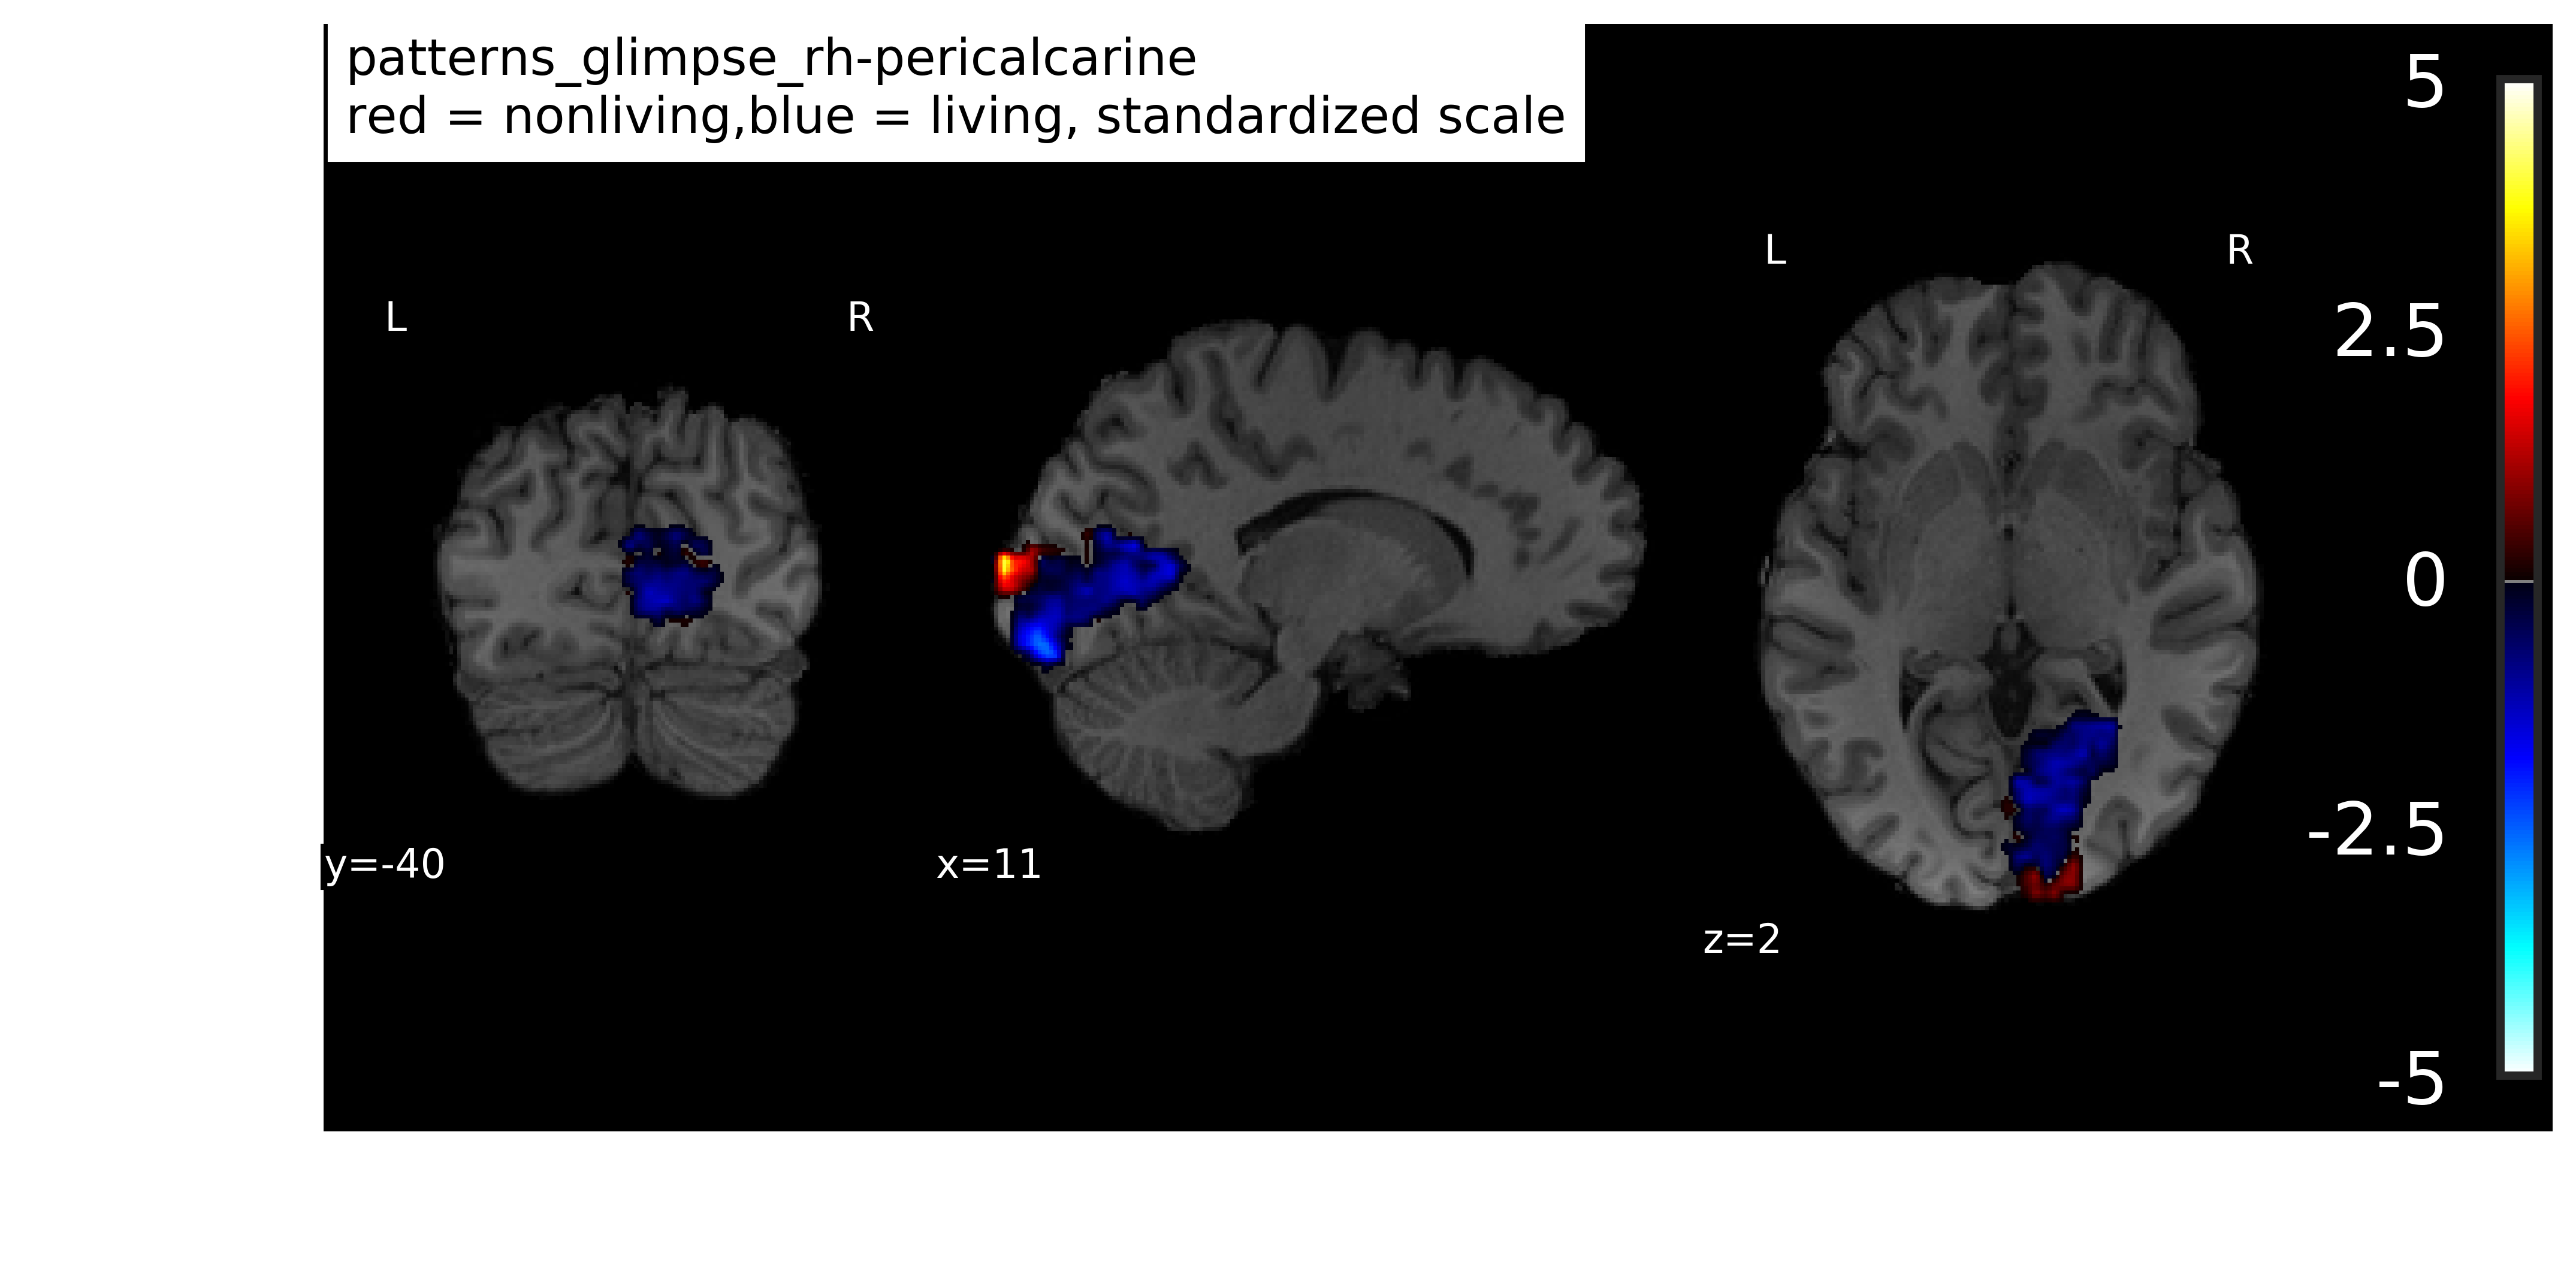 patterns_glimpse_rh-pericalcarine
red = nonliving,blue = living, standardized scale
L
R
L
R
y=-40
x=11
z=2
5
2.5
0
-2.5
-5